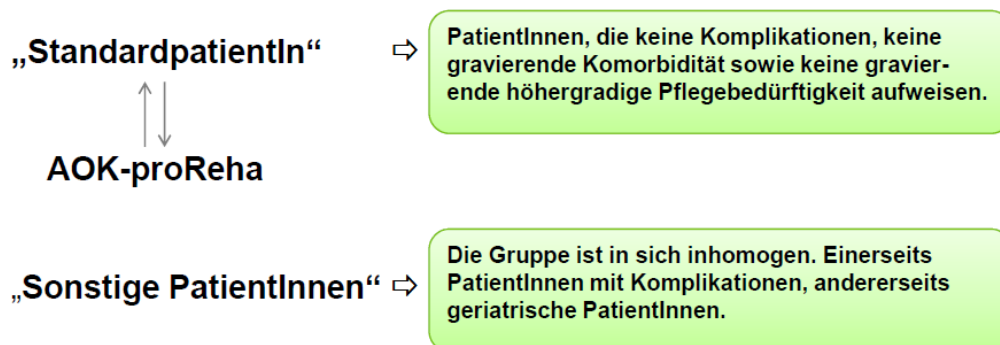 „StandardpatientIn“ ⇨
PatientInnen, die keine Komplikationen, keine
gravierende Komorbidität sowie keine gravier-
ende höhergradige Pflegebedürftigkeit aufweisen.
AOK-proReha
„Sonstige PatientInnen“ ⇨
Die Gruppe ist in sich inhomogen. Einerseits
PatientInnen mit Komplikationen, andererseits
geriatrische PatientInnen.